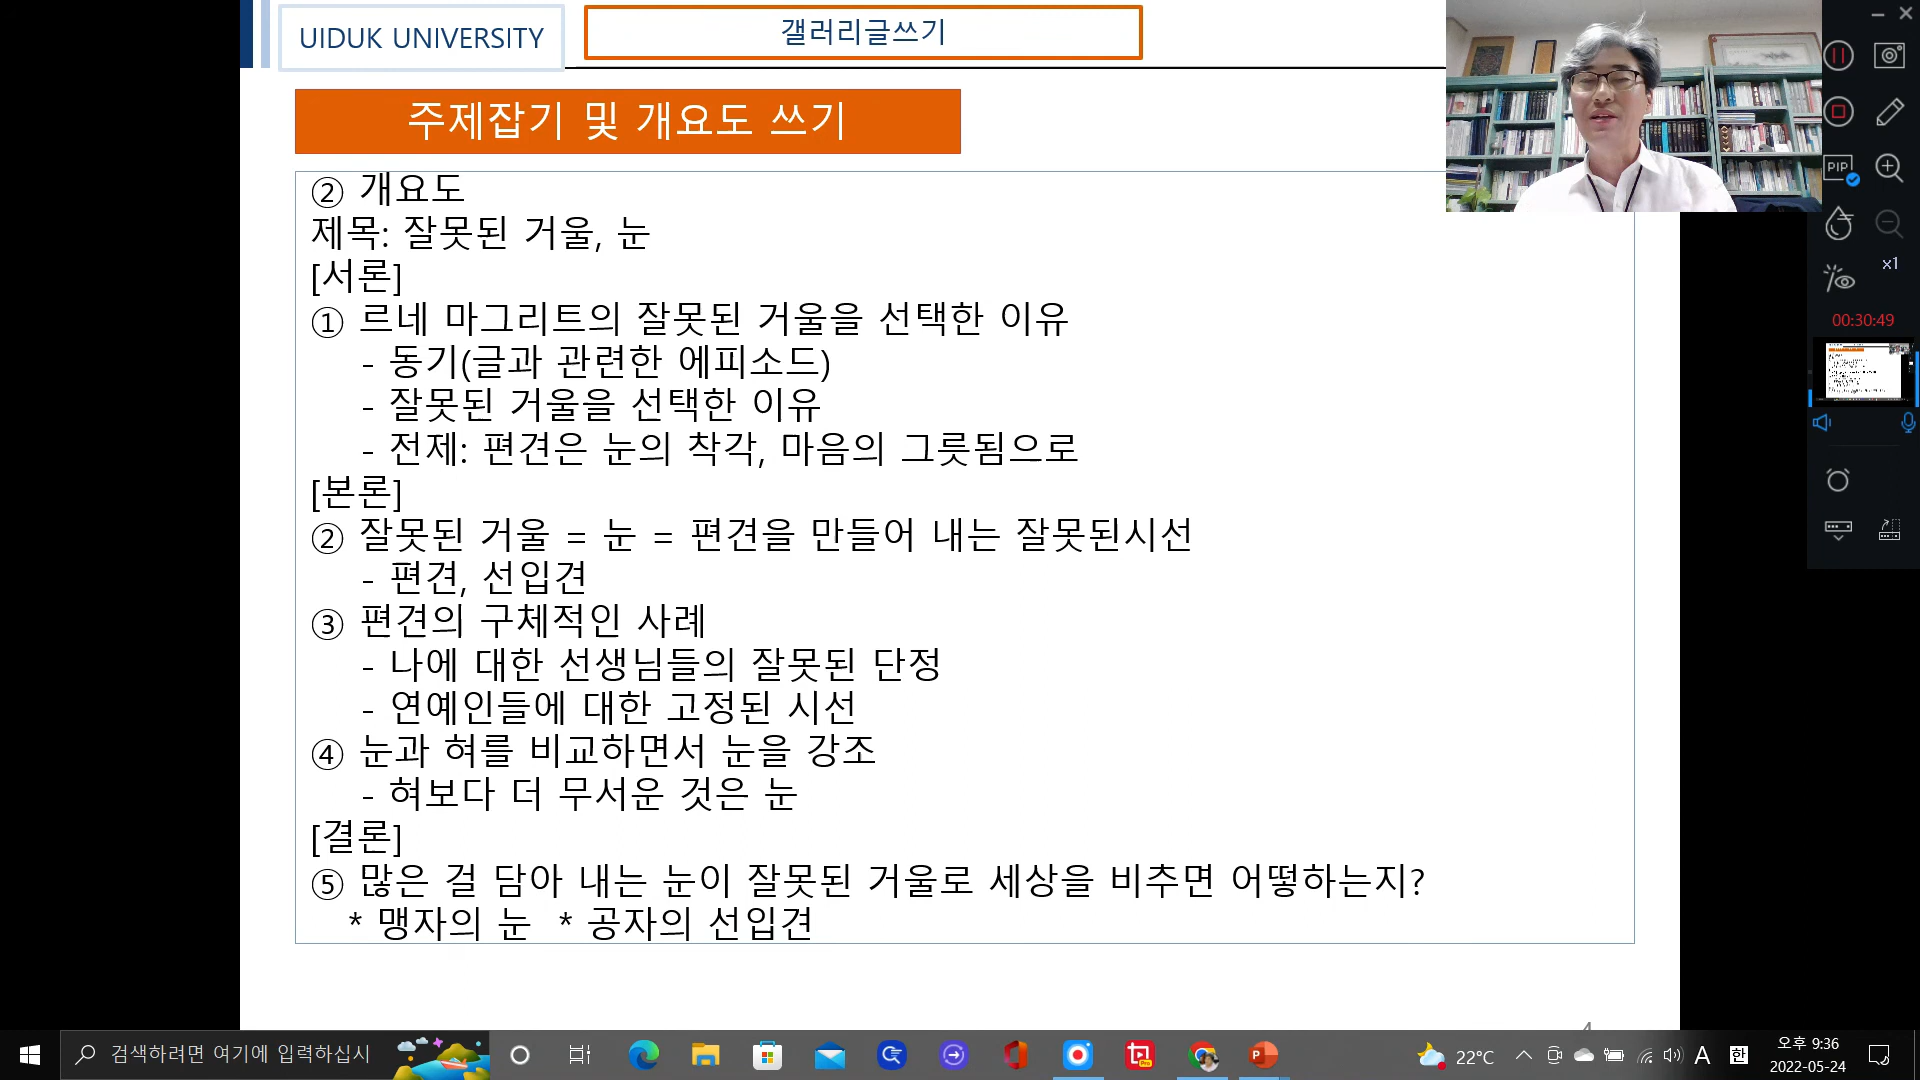 UIDUK UNIVERSITY
갤러리글쓰기
주제잡기 및 개요도 쓰기
② 개요도
제목: 잘못된 거울, 눈
[서론]
① 르네 마그리트의 잘못된 거울을 선택한 이유
- 동기(글과 관련한 에피소드)
- 잘못된 거울을 선택한 이유
- 전제: 편견은 눈의 착각, 마음의 그릇됨으로
[본론]
② 잘못된 거울 = 눈 = 편견을 만들어 내는 잘못된시선
- 편견, 선입견
③ 편견의 구체적인 사례
- 나에 대한 선생님들의 잘못된 단정
- 연예인들에 대한 고정된 시선
④ 눈과 혀를 비교하면서 눈을 강조
- 혀보다 더 무서운 것은 눈
[결론]
⑤ 많은 걸 담아 내는 눈이 잘못된 거울로 세상을 비추면 어떻하는지?
* 맹자의 눈 * 공자의 선입견
PIP
x1
00:30:49
검색하려면 여기에 입력하십시
22°C
A
한
오후 9:36
2022-05-24